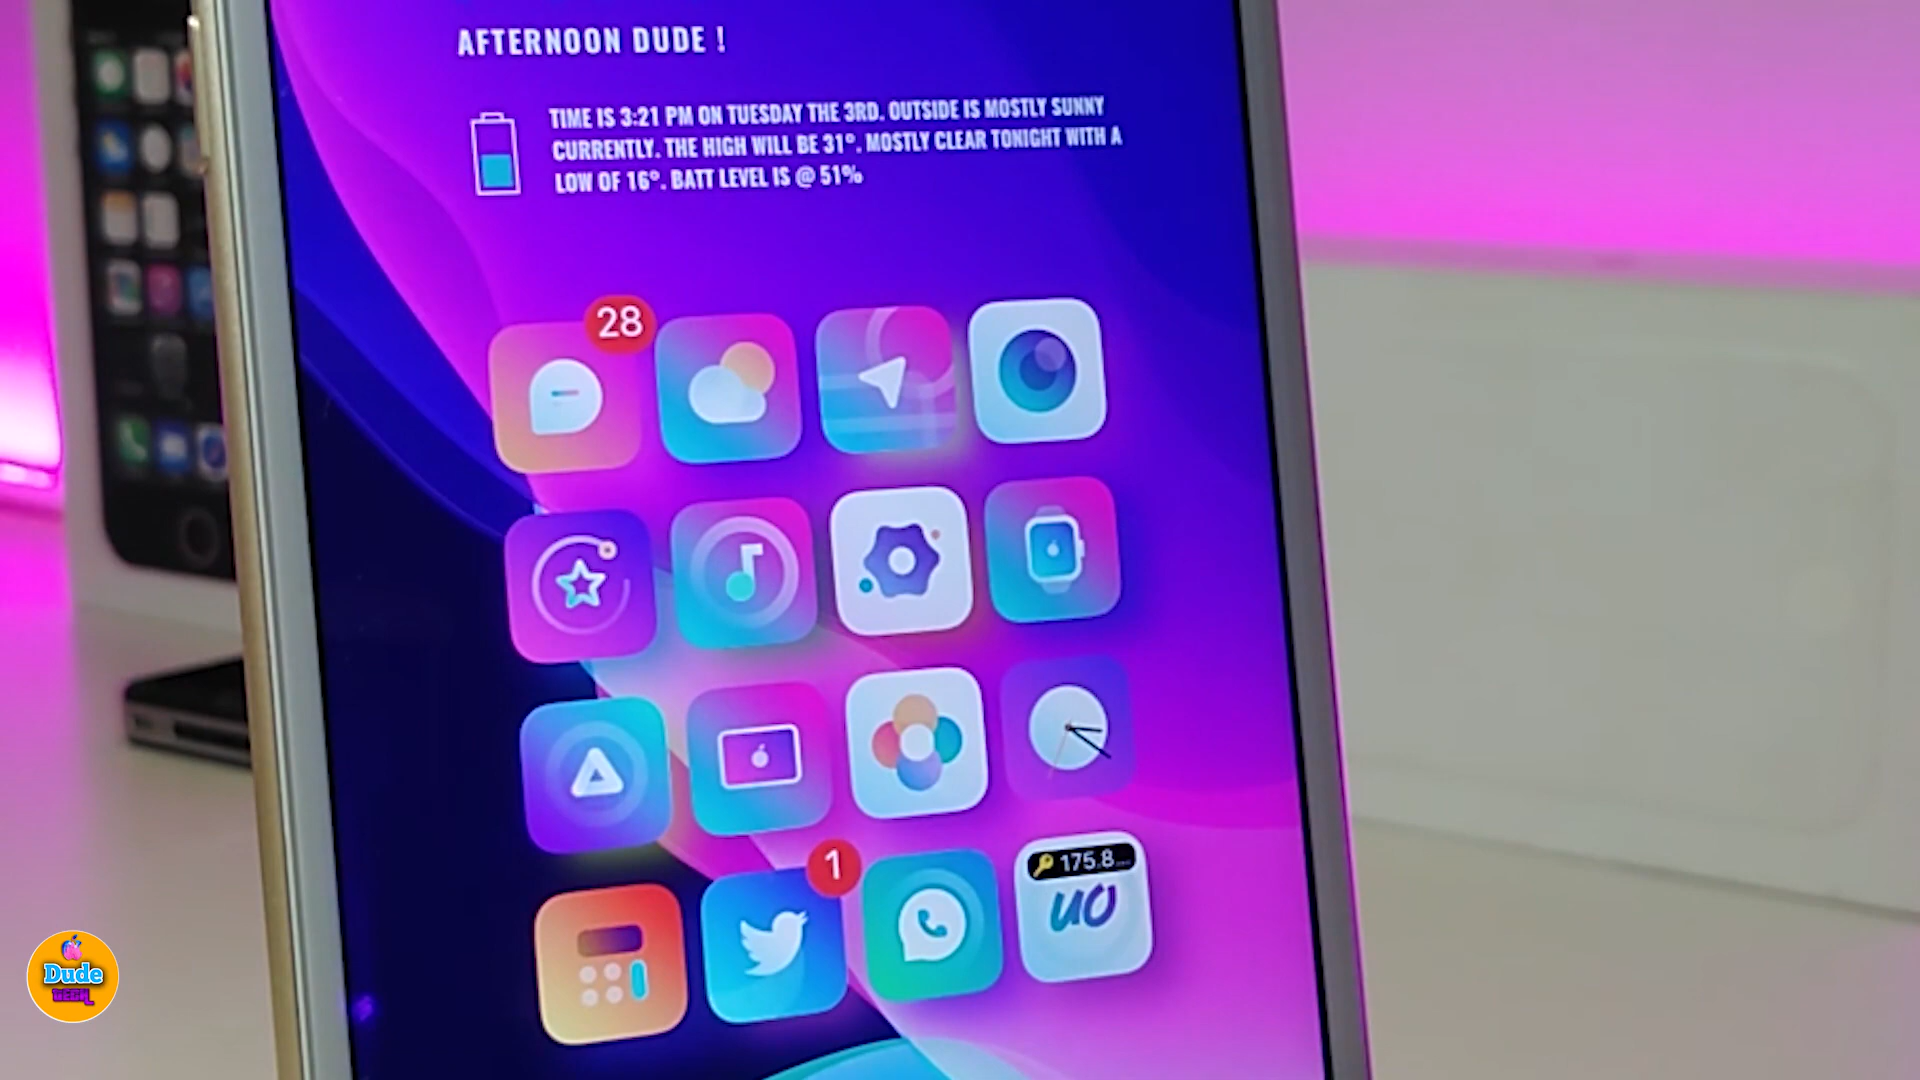 AFTERNOON DUDE !
TIME IS 3:21 PM ON TUESDAY THE 3RD. OUTSIDE IS MOSTLY SUNNY
CURRENTLY. THE HIGH WILL BE 31°. MOSTLY CLEAR TONIGHT WITH A
LOW OF 16°. BATT LEVEL IS @ 51%
28
1
175.8
uo
Dude
TECH